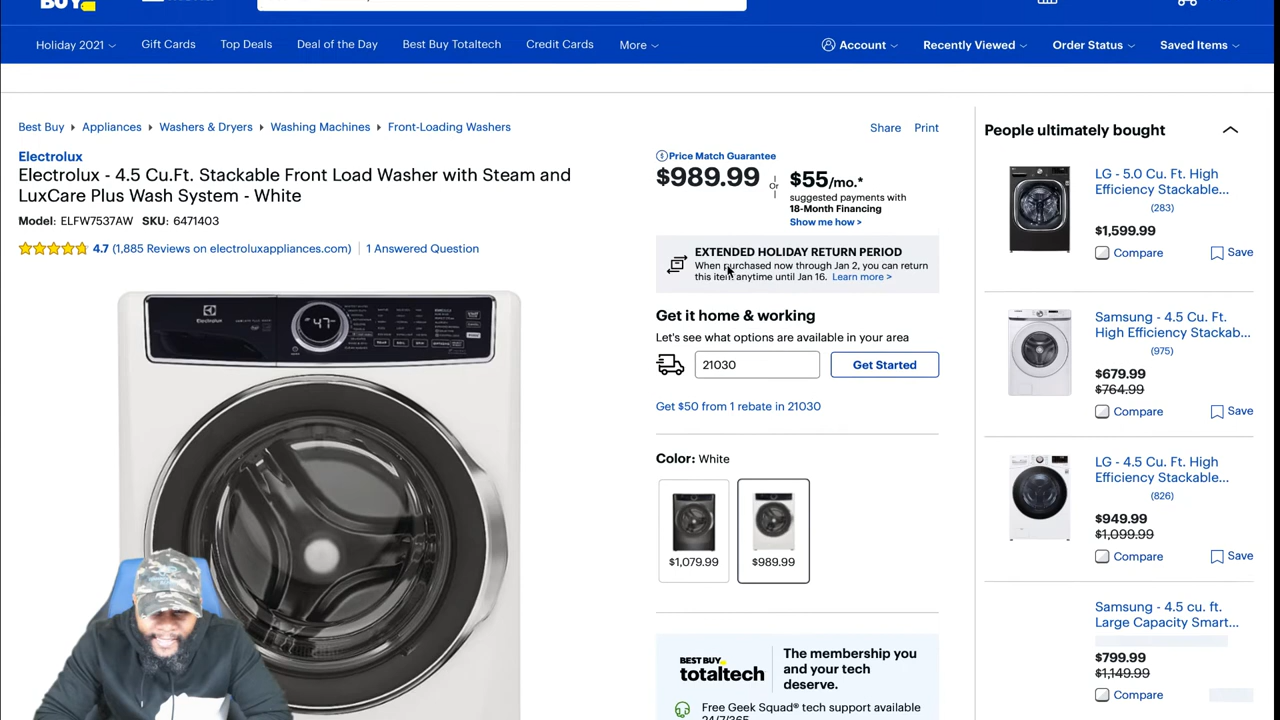 BUY
Holiday 2021
Gift Cards
Top Deals
Deal of the Day
Best Buy Totaltech
Credit Cards
More
Account
Recently Viewed
Order Status
Saved Items
Best Buy
Appliances
Washers & Dryers
Washing Machines
Front-Loading Washers
Share
Print
Electrolux
Electrolux - 4.5 Cu.Ft. Stackable Front Load Washer with Steam and
LuxCare Plus Wash System - White
Model: ELFW7537AW SKU: 6471403
4.7 (1,885 Reviews on electroluxappliances.com)
1 Answered Question
Electrolux
47
Price Match Guarantee
$989.99
Or
$55/mo.*
suggested payments with
18-Month Financing
Show me how >
EXTENDED HOLIDAY RETURN PERIOD
When purchased now through Jan 2, you can return
this item anytime until Jan 16. Learn more >
Get it home & working
Let's see what options are available in your area
21030
Get Started
Get $50 from 1 rebate in 21030
Color: White
$1,079.99
$989.99
BEST BUY
totaltech
The membership you
and your tech
deserve.
Free Geek Squad® tech support available
24/7/365
People ultimately bought
LG - 5.0 Cu. Ft. High
Efficiency Stackable...
(283)
$1,599.99
Compare
Save
Samsung - 4.5 Cu. Ft.
High Efficiency Stackab...
(975)
$679.99
$764.99
Compare
Save
LG - 4.5 Cu. Ft. High
Efficiency Stackable...
(826)
$949.99
$1,099.99
Compare
Save
Samsung - 4.5 cu. ft.
Large Capacity Smart...
$799.99
$1,149.99
Compare